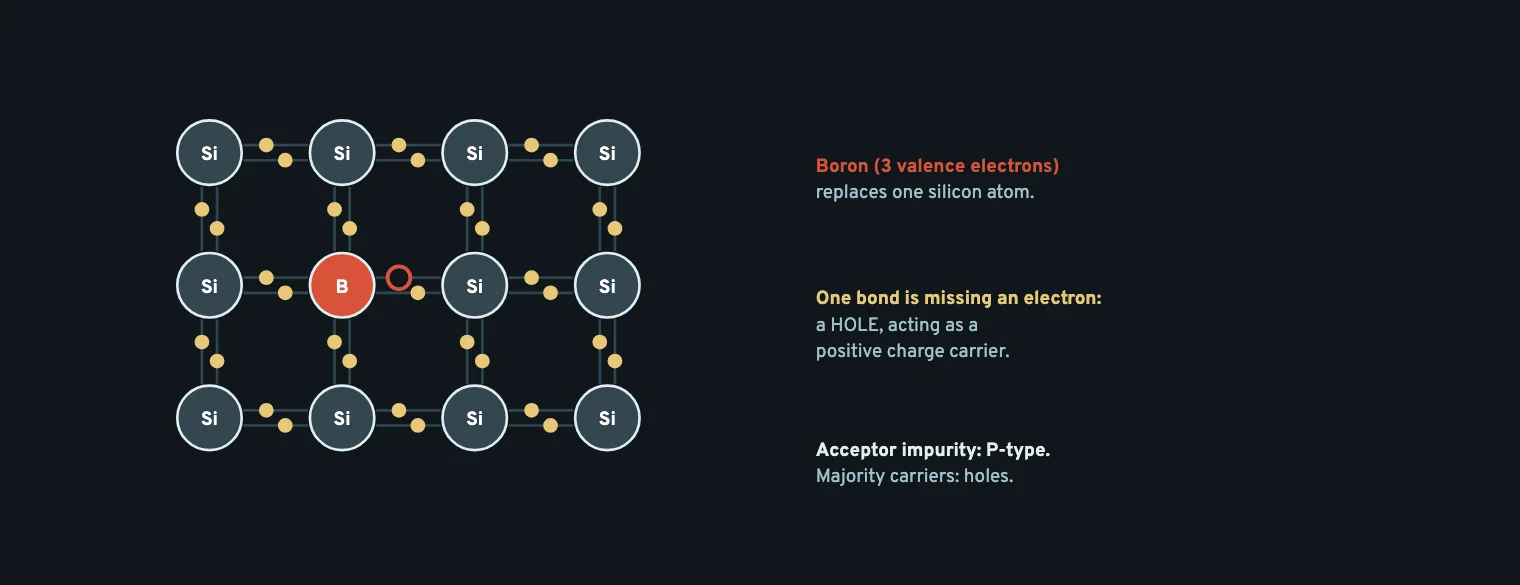 Si Si Si Si
Boron (3 valence electrons)
replaces one silicon atom.
Si B Si Si
One bond is missing an electron:
a HOLE, acting as a
positive charge carrier.
Si Si Si Si
Acceptor impurity: P-type.
Majority carriers: holes.